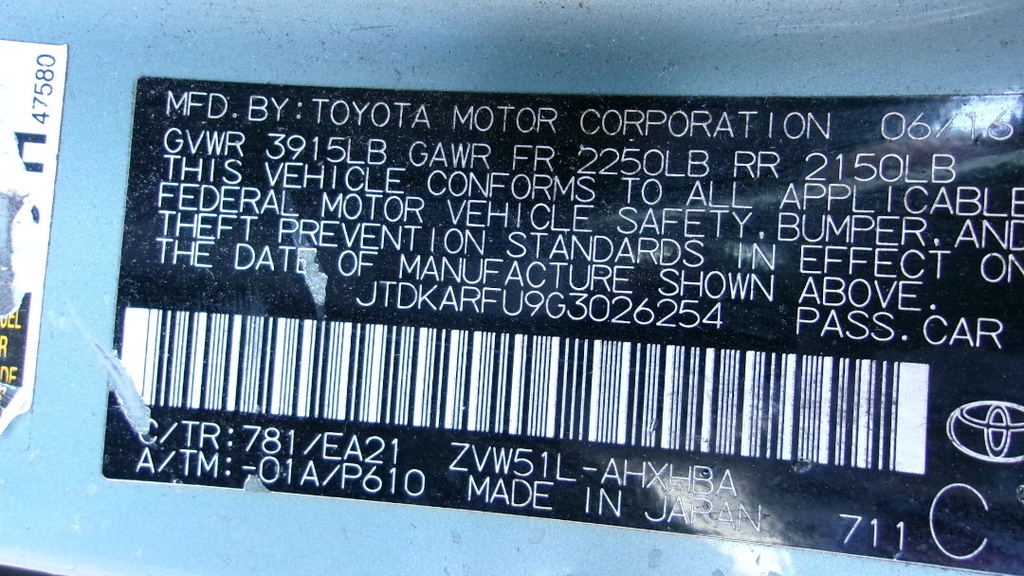 47580
MFD.BY:TOYOTA MOTOR CORPORATION 06/16
GVWR 3915LB GAWR FR 2250LB RR 2150LB
THIS VEHICLE CONFORMS TO ALL APPLICABLE
FEDERAL MOTOR VEHICLE SAFETY, BUMPER, AND
THEFT PREVENTION STANDARDS IN EFFECT ON
THE DATE OF MANUFACTURE SHOWN ABOVE.
JTDKARFU9G3026254 PASS.CAR
C/TR:781/EA21 ZVW51L-AHXHBA
A/TM:-01A/P610 MADE IN JAPAN 711 C